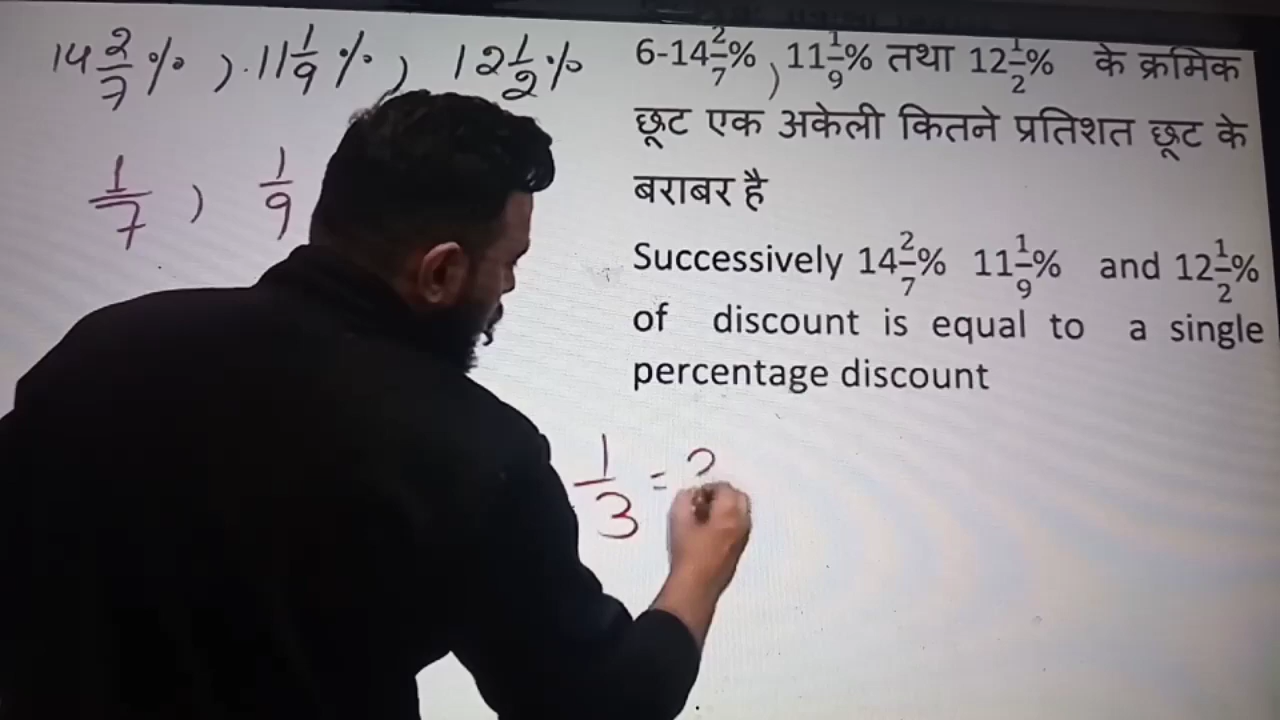 14 2/7 %, 11 1/9 %, 12 1/2 %
1/7, 1/9
1/3 = ?
6-14 2/7%, 11 1/9% तथा 12 1/2% के क्रमिक
छूट एक अकेली कितने प्रतिशत छूट के
बराबर है
Successively 14 2/7% 11 1/9% and 12 1/2%
of discount is equal to a single
percentage discount